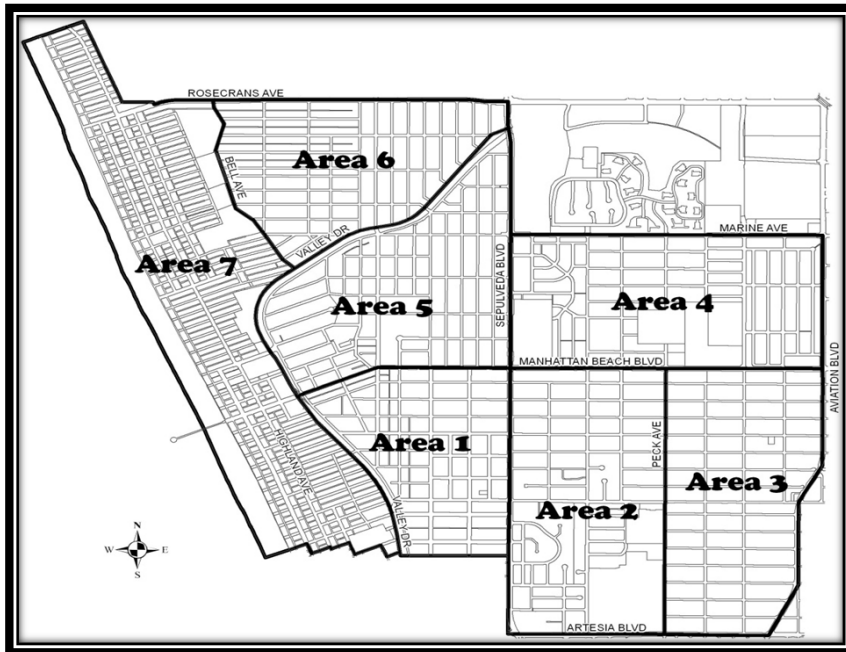 ROSECRANS AVE
Area 6
BELL AVE
VALLEY DR
MARINE AVE
Area 7
Area 5
SEPULVEDA BLVD
Area 4
MANHATTAN BEACH BLVD
AVIATION BLVD
HIGHLAND AVE
Area 1
VALLEY DR
PECK AVE
Area 3
Area 2
N
W E
S
ARTESIA BLVD